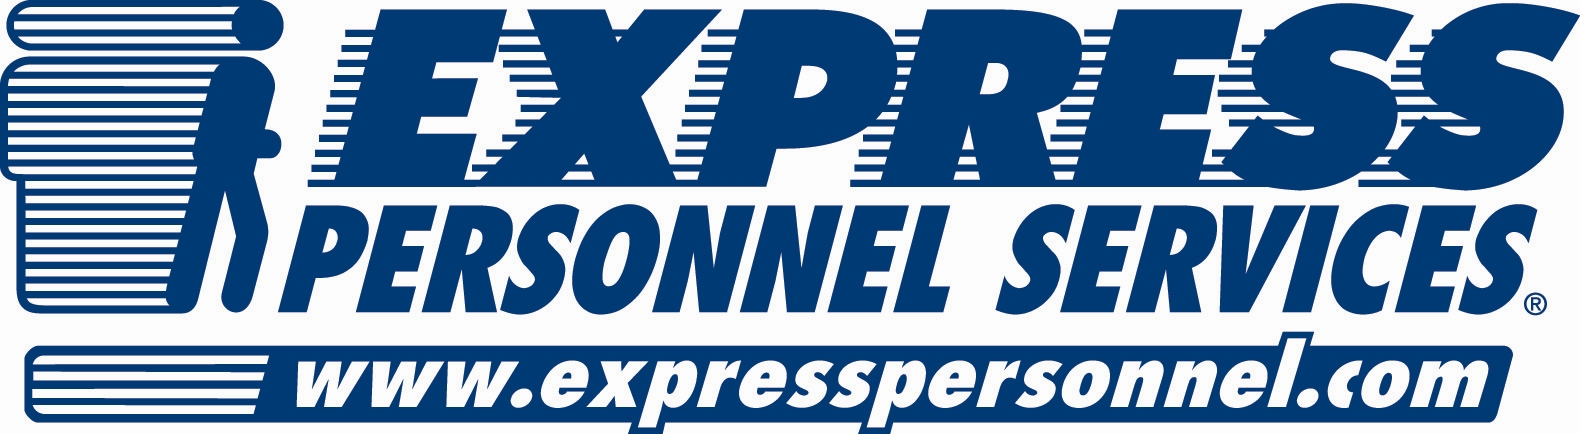 EXPRESS
PERSONNEL SERVICES®
www.expresspersonnel.com